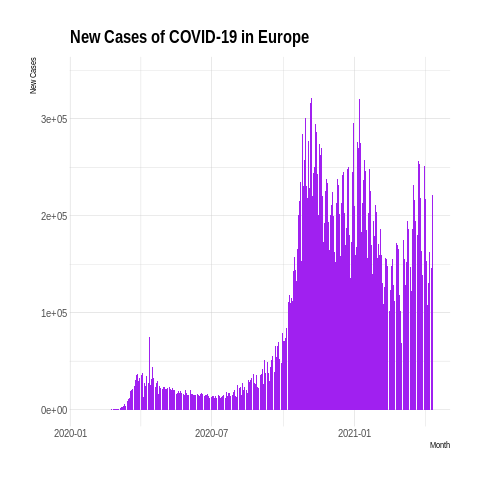 New Cases of COVID-19 in Europe
New Cases
3e+05
2e+05
1e+05
0e+00
2020-01 2020-07 2021-01
Month